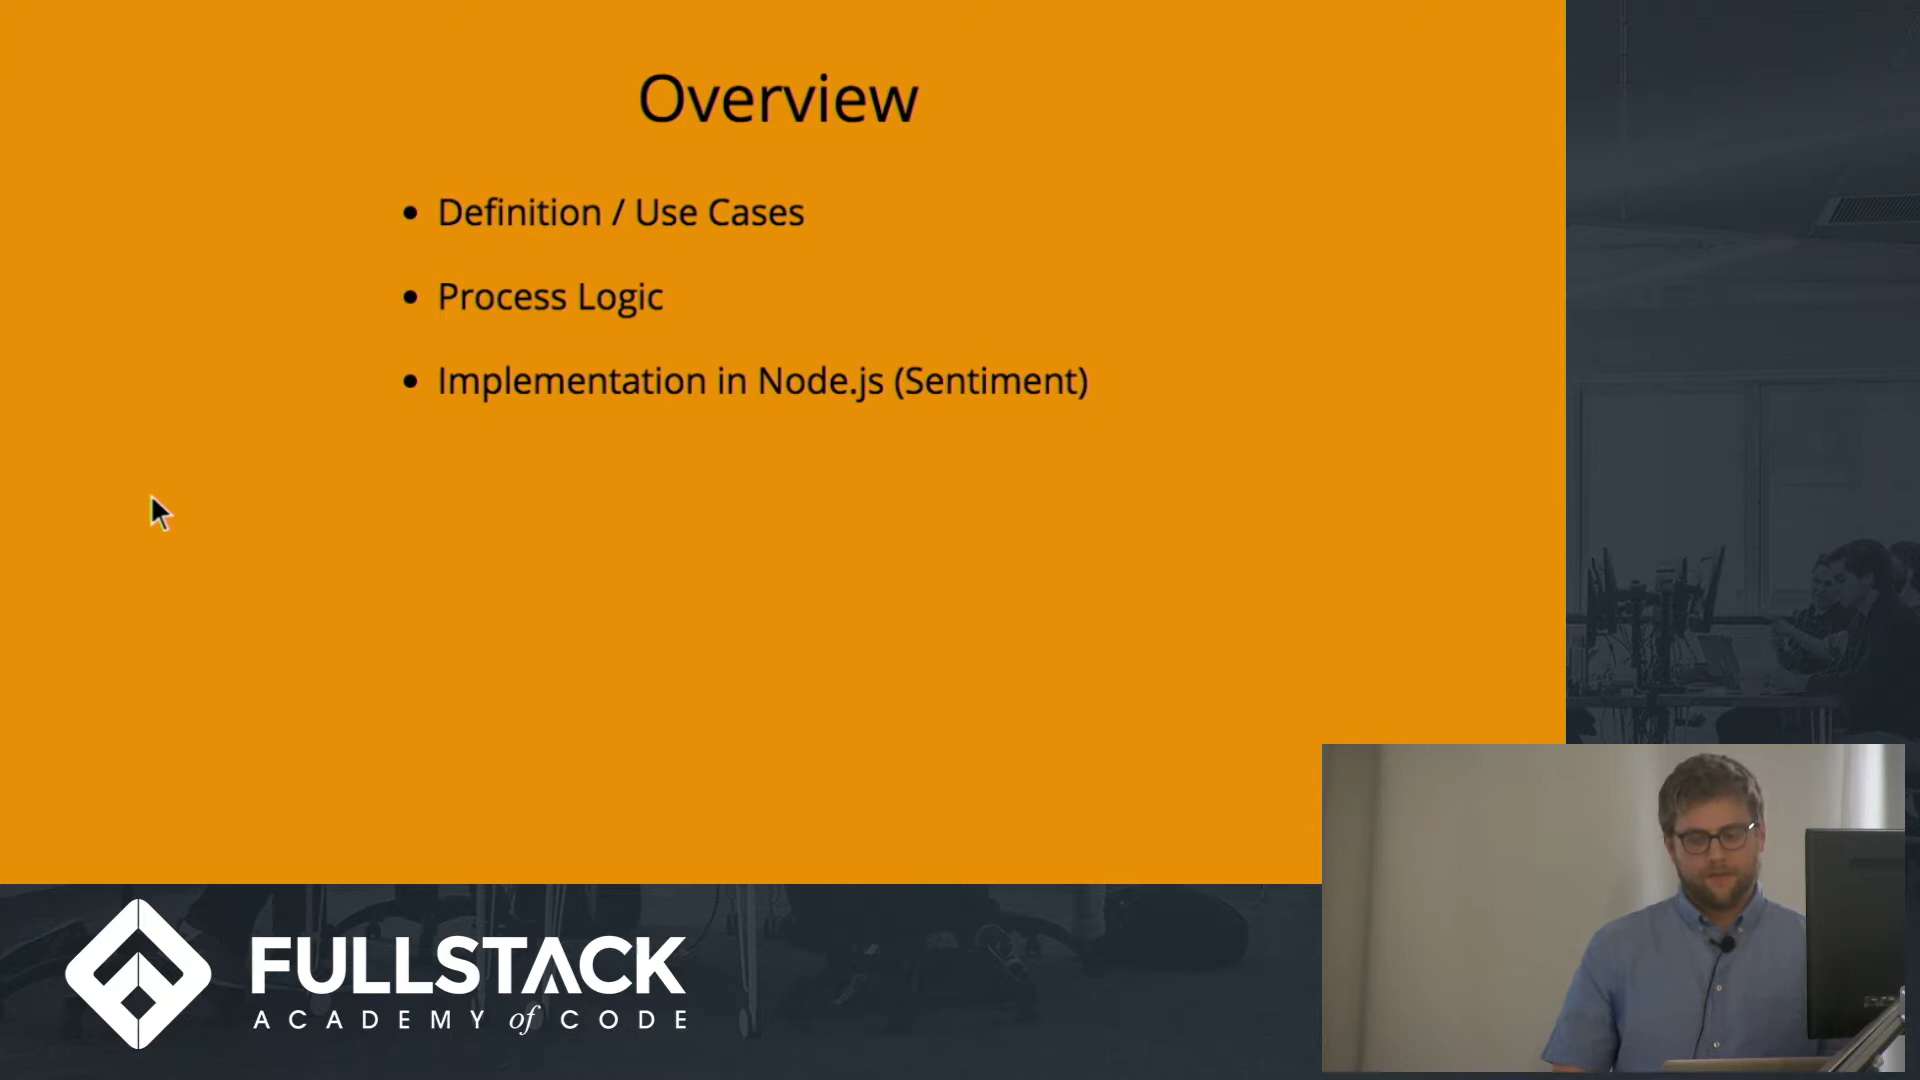 Overview
Definition / Use Cases
Process Logic
Implementation in Node.js (Sentiment)
FULLSTACK
ACADEMY of CODE